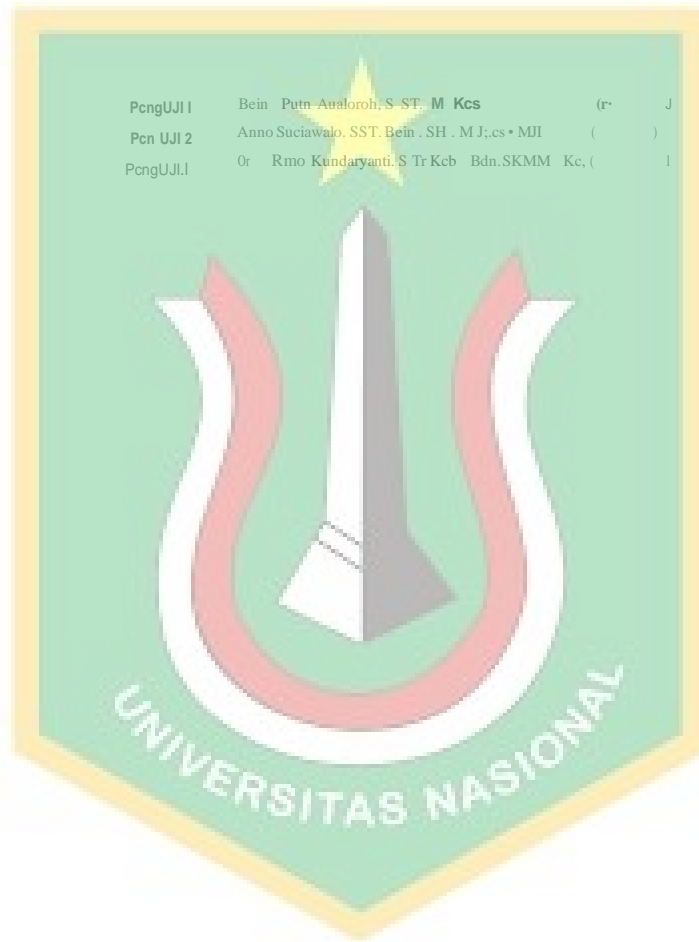 PcngUJI I Bein Putn Aualoroh, S ST. M Kcs (r· J
Pcn UJI 2 Anno Suciawalo. SST. Bein . SH . M J;.cs • MJI ( )
PcngUJI.l 0r Rmo Kundaryanti. S Tr Kcb Bdn.SKMM Kc, ( l
UNIVERSITAS NASIONAL